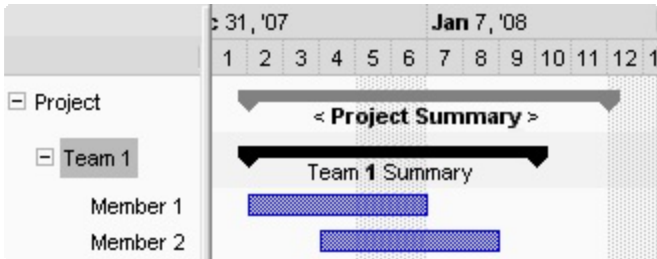 c 31, '07 Jan 7, '08
1 2 3 4 5 6 7 8 9 10 11 12 1
Project
< Project Summary >
Team 1
Team 1 Summary
Member 1
Member 2